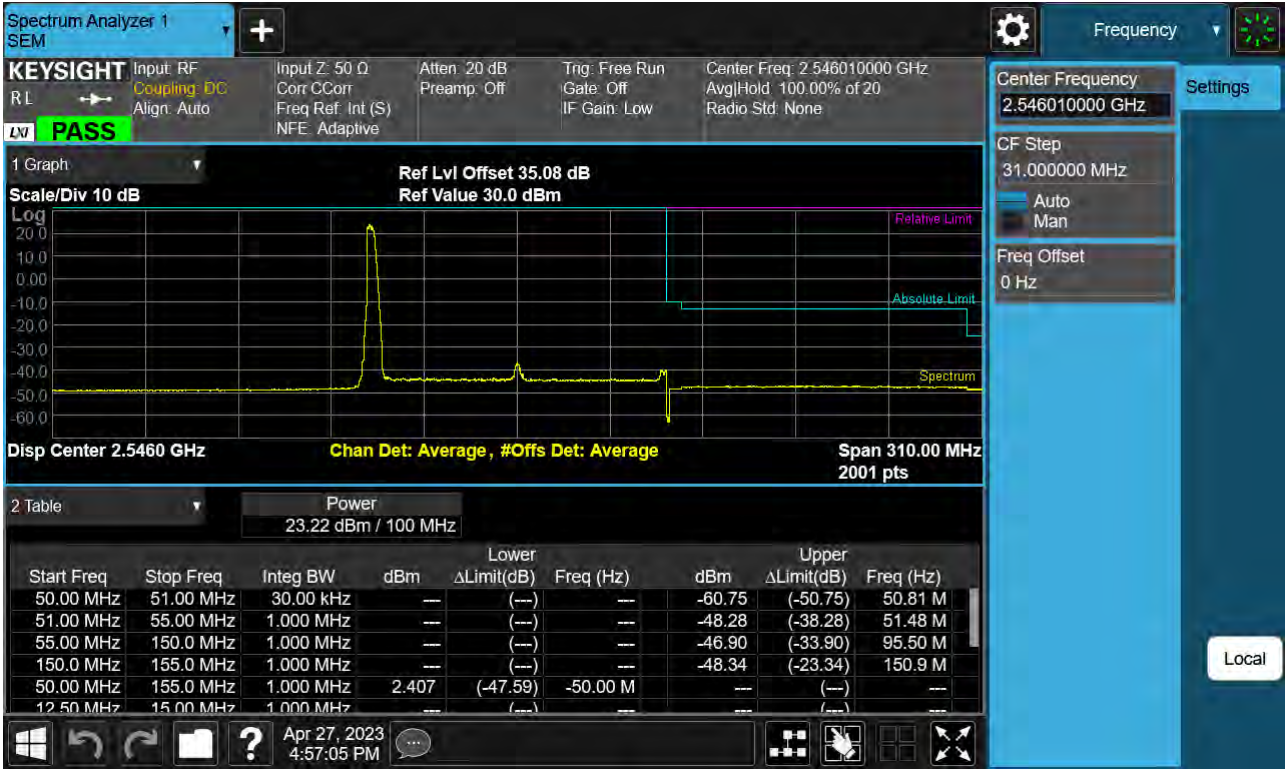 Spectrum Analyzer 1
SEM
Frequency
KEYSIGHT
Input: RF
Coupling: DC
Align: Auto
Input Z: 50 Ω
Corr CCorr
Freq Ref: Int (S)
NFE: Adaptive
Atten: 20 dB
Preamp: Off
Trig: Free Run
Gate: Off
IF Gain: Low
Center Freq: 2.546010000 GHz
Avg|Hold: 100.00% of 20
Radio Std: None
R L
LXI PASS
Center Frequency
2.546010000 GHz
Settings
CF Step
31.000000 MHz
Auto
Man
Freq Offset
0 Hz
Local
1 Graph
Ref Lvl Offset 35.08 dB
Scale/Div 10 dB
Ref Value 30.0 dBm
Log
20.0
10.0
0.00
-10.0
-20.0
-30.0
-40.0
-50.0
-60.0
Relative Limit
Absolute Limit
Spectrum
Disp Center 2.5460 GHz
Chan Det: Average , #Offs Det: Average
Span 310.00 MHz
2001 pts
2 Table
Power
23.22 dBm / 100 MHz
Lower Upper
Start Freq Stop Freq Integ BW dBm ΔLimit(dB) Freq (Hz) dBm ΔLimit(dB) Freq (Hz)
50.00 MHz 51.00 MHz 30.00 kHz --- (---) --- -60.75 (-50.75) 50.81 M
51.00 MHz 55.00 MHz 1.000 MHz --- (---) --- -48.28 (-38.28) 51.48 M
55.00 MHz 150.0 MHz 1.000 MHz --- (---) --- -46.90 (-33.90) 95.50 M
150.0 MHz 155.0 MHz 1.000 MHz --- (---) --- -48.34 (-23.34) 150.9 M
50.00 MHz 155.0 MHz 1.000 MHz 2.407 (-47.59) -50.00 M --- (---) ---
12.50 MHz 15.00 MHz 1.000 MHz --- (---) --- --- (---) ---
?
Apr 27, 2023
4:57:05 PM